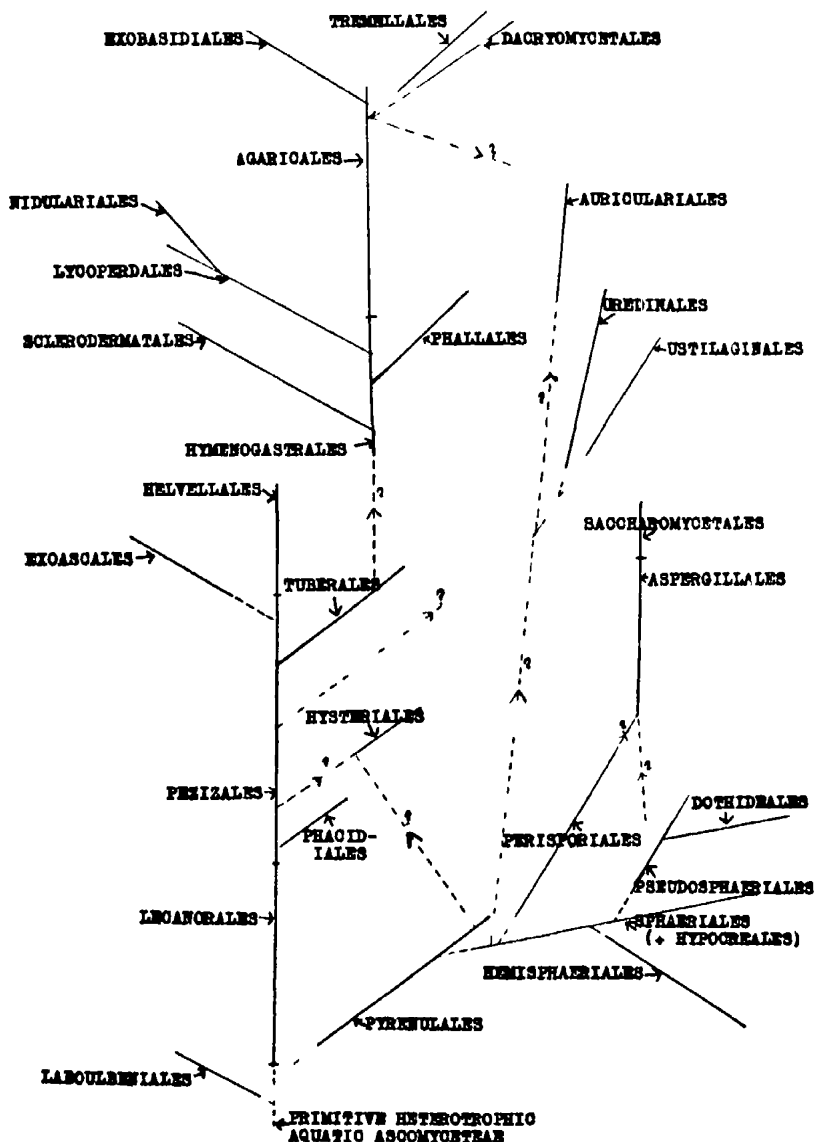 TREMELLALES
EXOBASIDIALES
DACRYOMYCETALES
AGARICALES
?
NIDULARIALES
AURICULARIALES
LYCOPERDALES
UREDINALES
SCLERODERMATALES
PHALLALES
USTILAGINALES
?
HYMENOGASTRALES
HELVELLALES
?
SACCHAROMYCETALES
EXOASCALES
TUBERALES
ASPERGILLALES
?
?
HYSTERIALES
?
?
?
PEZIZALES
DOTHIDEALES
?
PHACID-
IALES
PERISPORIALES
PSEUDOSPHAERIALES
LECANORALES
SPHAERIALES
(+ HYPOCREALES)
HEMISPHAERIALES
PYRENULALES
LABOULBENIALES
PRIMITIVE HETEROTROPHIC
AQUATIC ASCOMYCETEAE